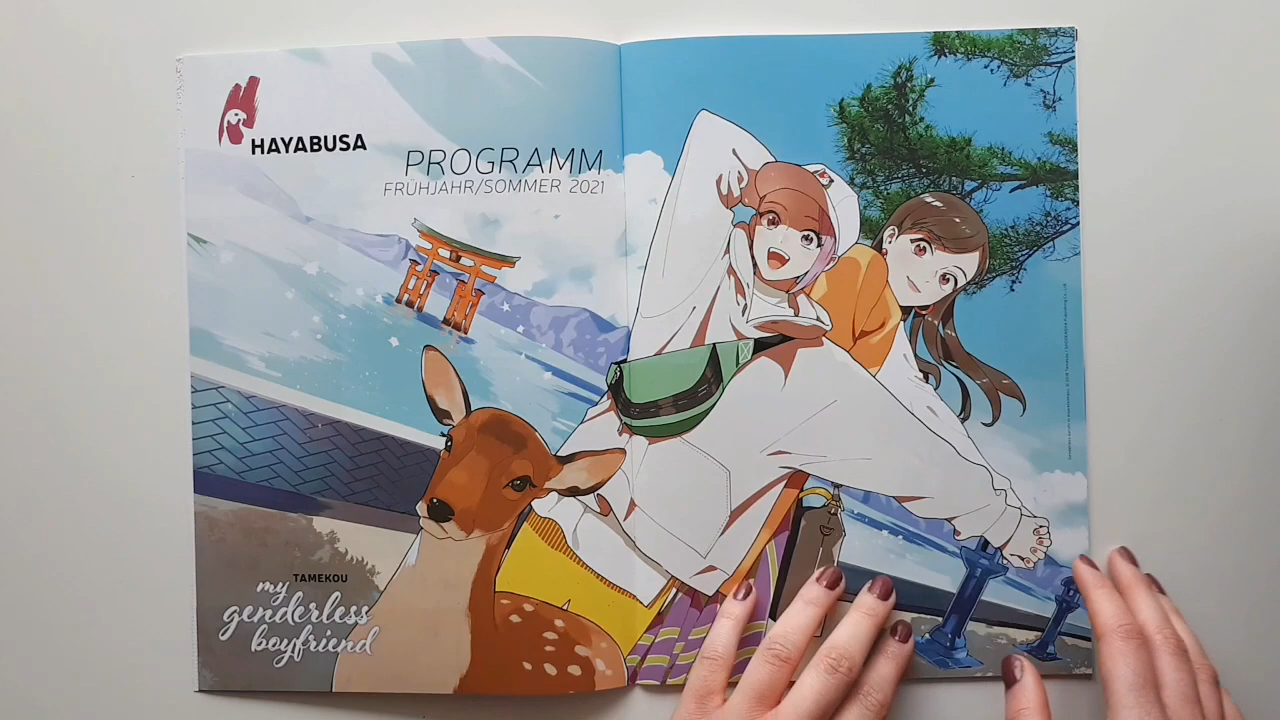 HAYABUSA
PROGRAMM
FRÜHJAHR/SOMMER 2021
TAMEKOU
my
genderless
boyfriend